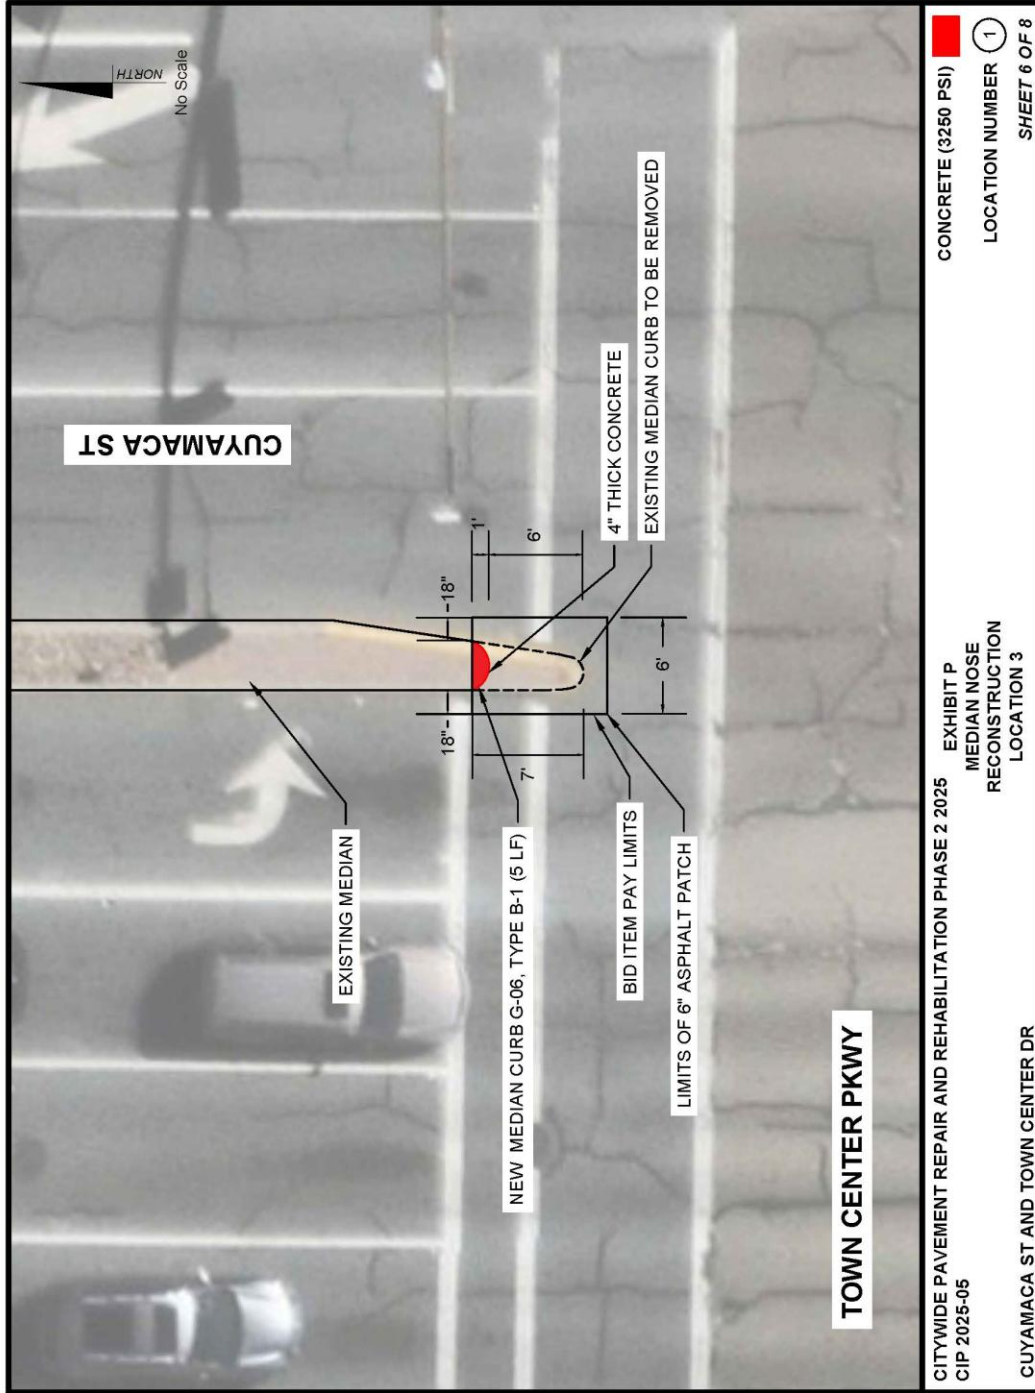 NORTH
No Scale
CUYAMACA ST
EXISTING MEDIAN
18"
18"
1'
6'
7'
6'
NEW MEDIAN CURB G-06, TYPE B-1 (5 LF)
4" THICK CONCRETE
EXISTING MEDIAN CURB TO BE REMOVED
BID ITEM PAY LIMITS
LIMITS OF 6" ASPHALT PATCH
TOWN CENTER PKWY
CITYWIDE PAVEMENT REPAIR AND REHABILITATION PHASE 2 2025
CIP 2025-05
CUYAMACA ST AND TOWN CENTER DR
EXHIBIT P
MEDIAN NOSE
RECONSTRUCTION
LOCATION 3
CONCRETE (3250 PSI)
LOCATION NUMBER 1
SHEET 6 OF 8